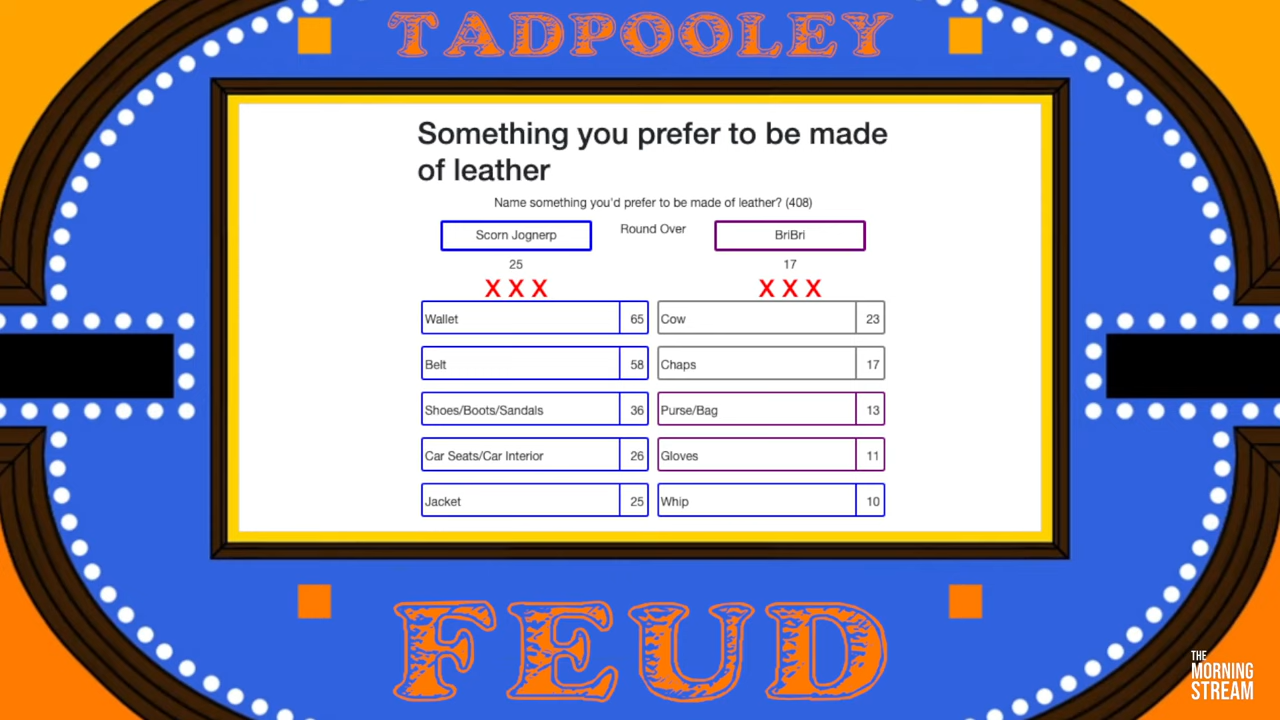 TADPOOLEY
Something you prefer to be made
of leather
Name something you'd prefer to be made of leather? (408)
Scorn Jognerp
Round Over
BriBri
25
17
X X X
X X X
Wallet 65
Cow 23
Belt 58
Chaps 17
Shoes/Boots/Sandals 36
Purse/Bag 13
Car Seats/Car Interior 26
Gloves 11
Jacket 25
Whip 10
FEUD
THE
MORNING
STREAM